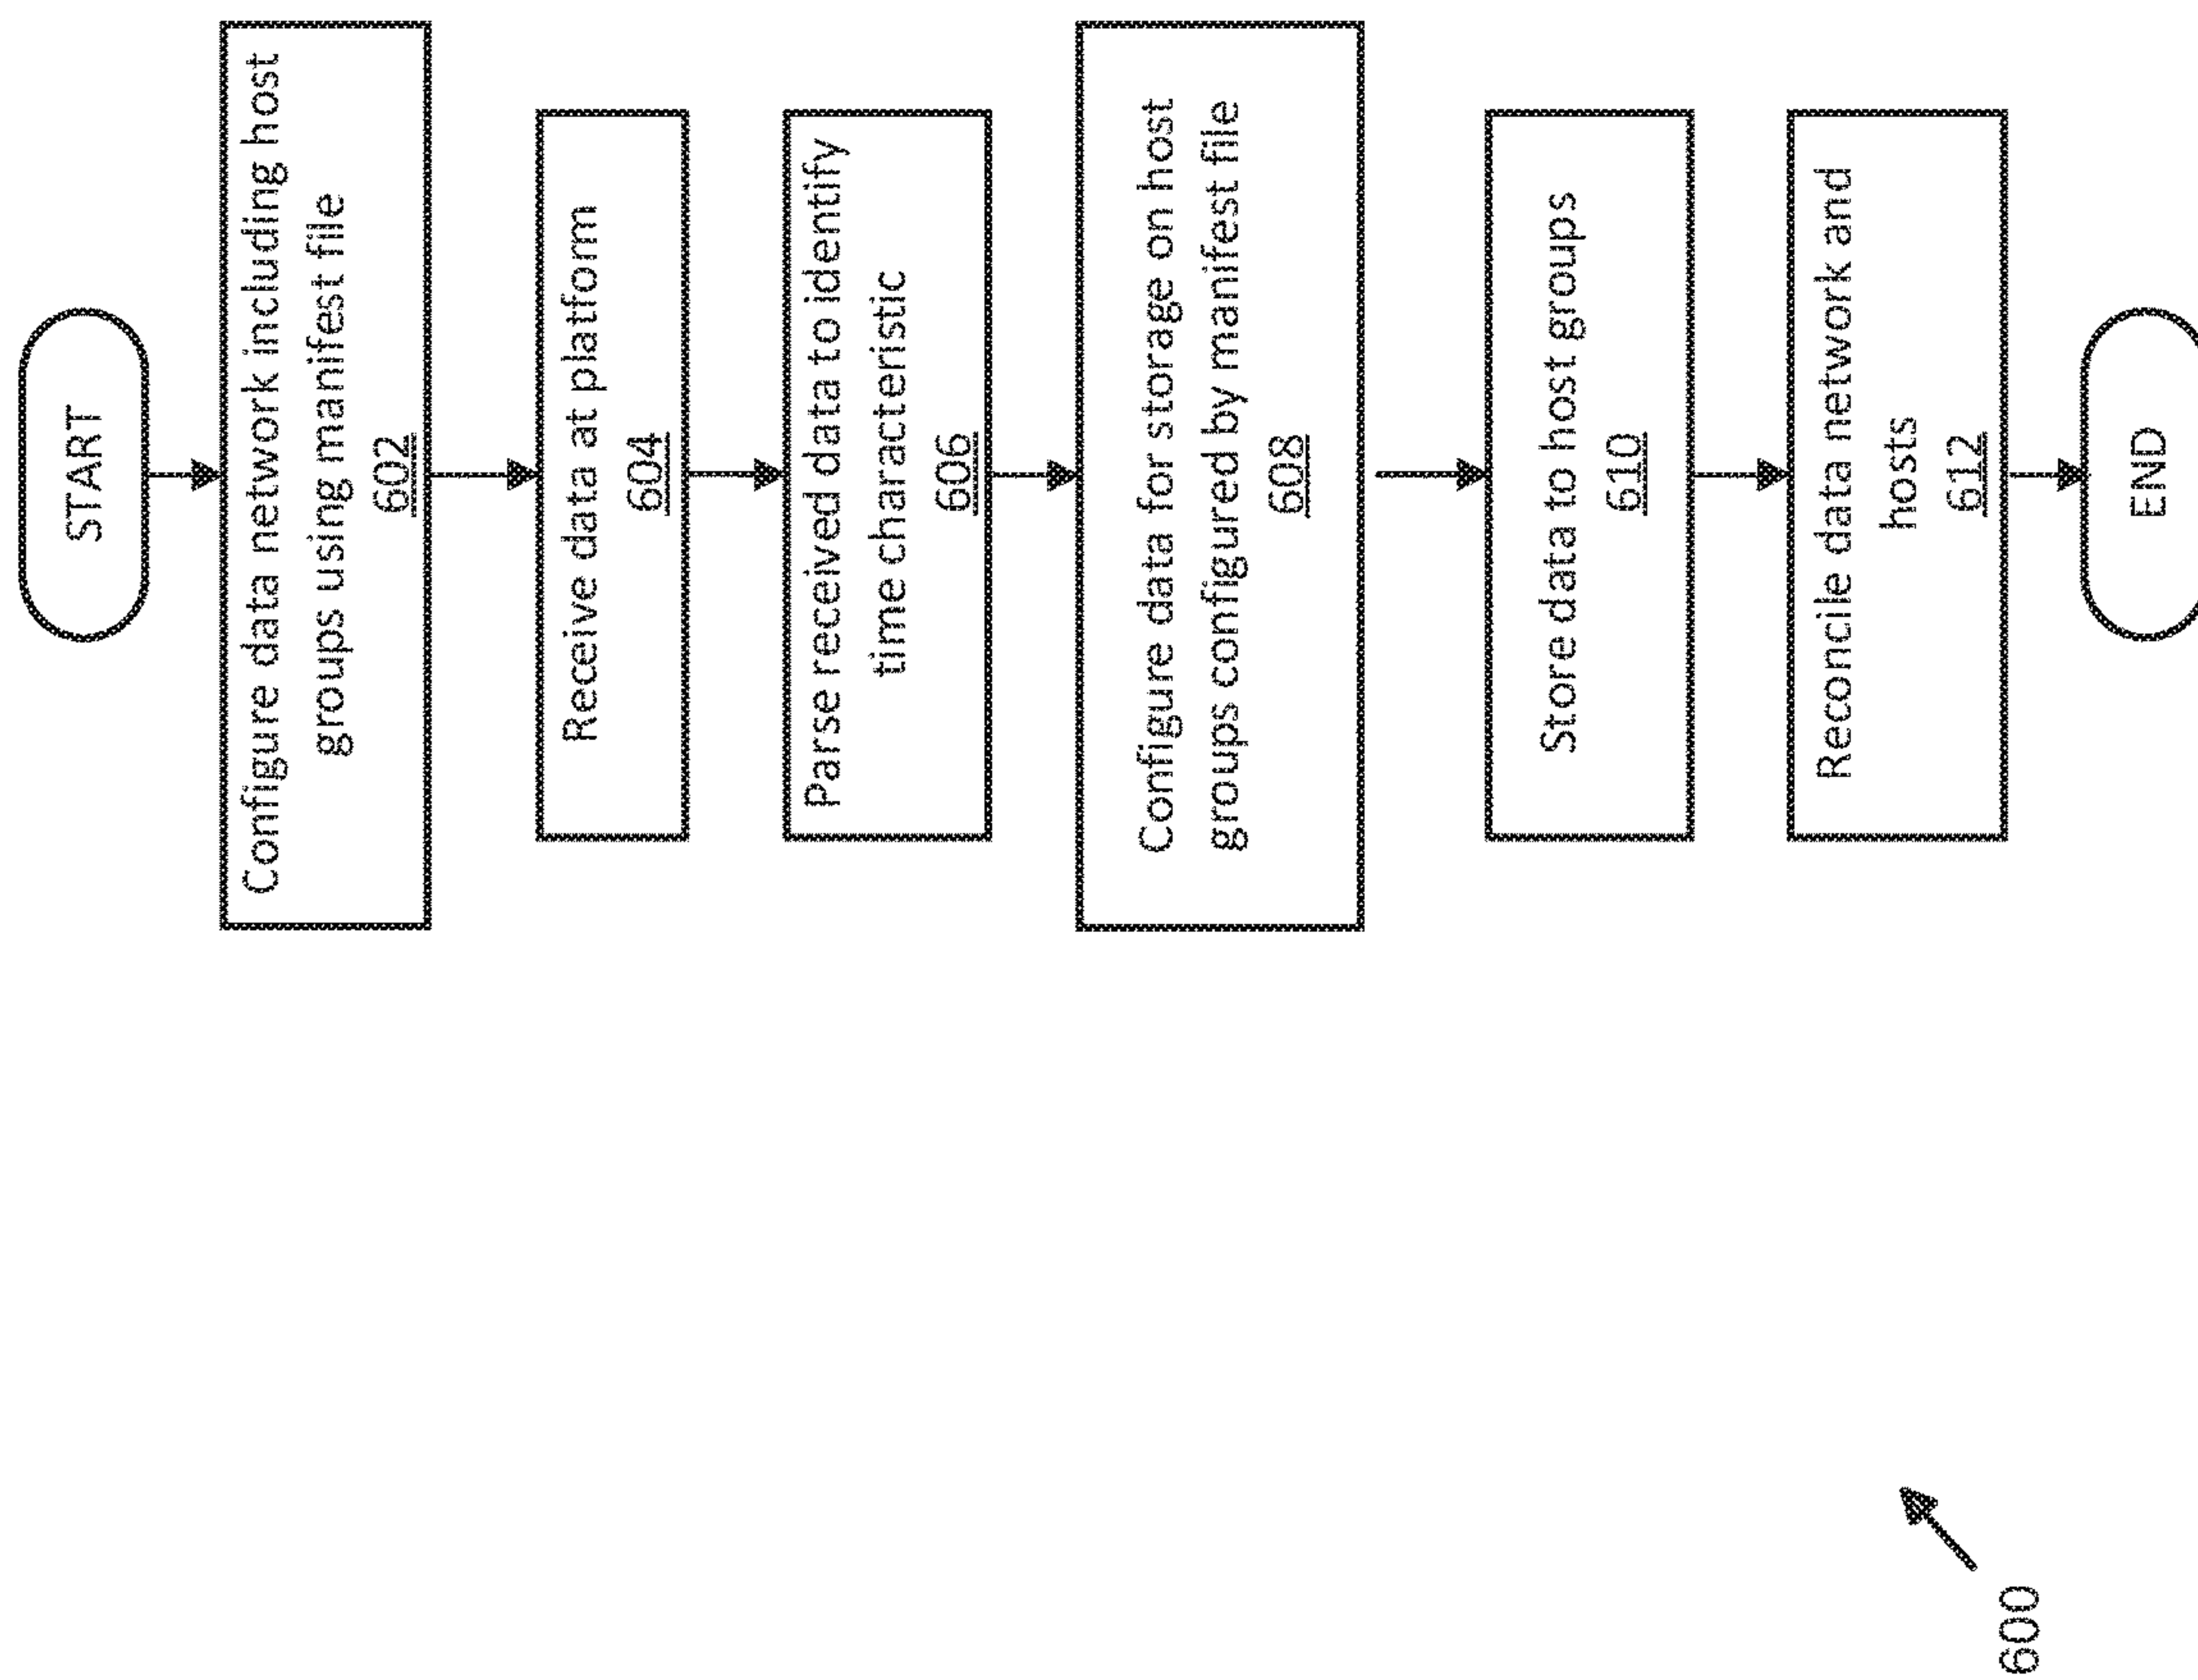 START
Configure data network including host
groups using manifest file
602
Receive data at platform
604
Parse received data to identify
time characteristic
606
Configure data for storage on host
groups configured by manifest file
608
Store data to host groups
610
Reconcile data network and
hosts
612
END
600